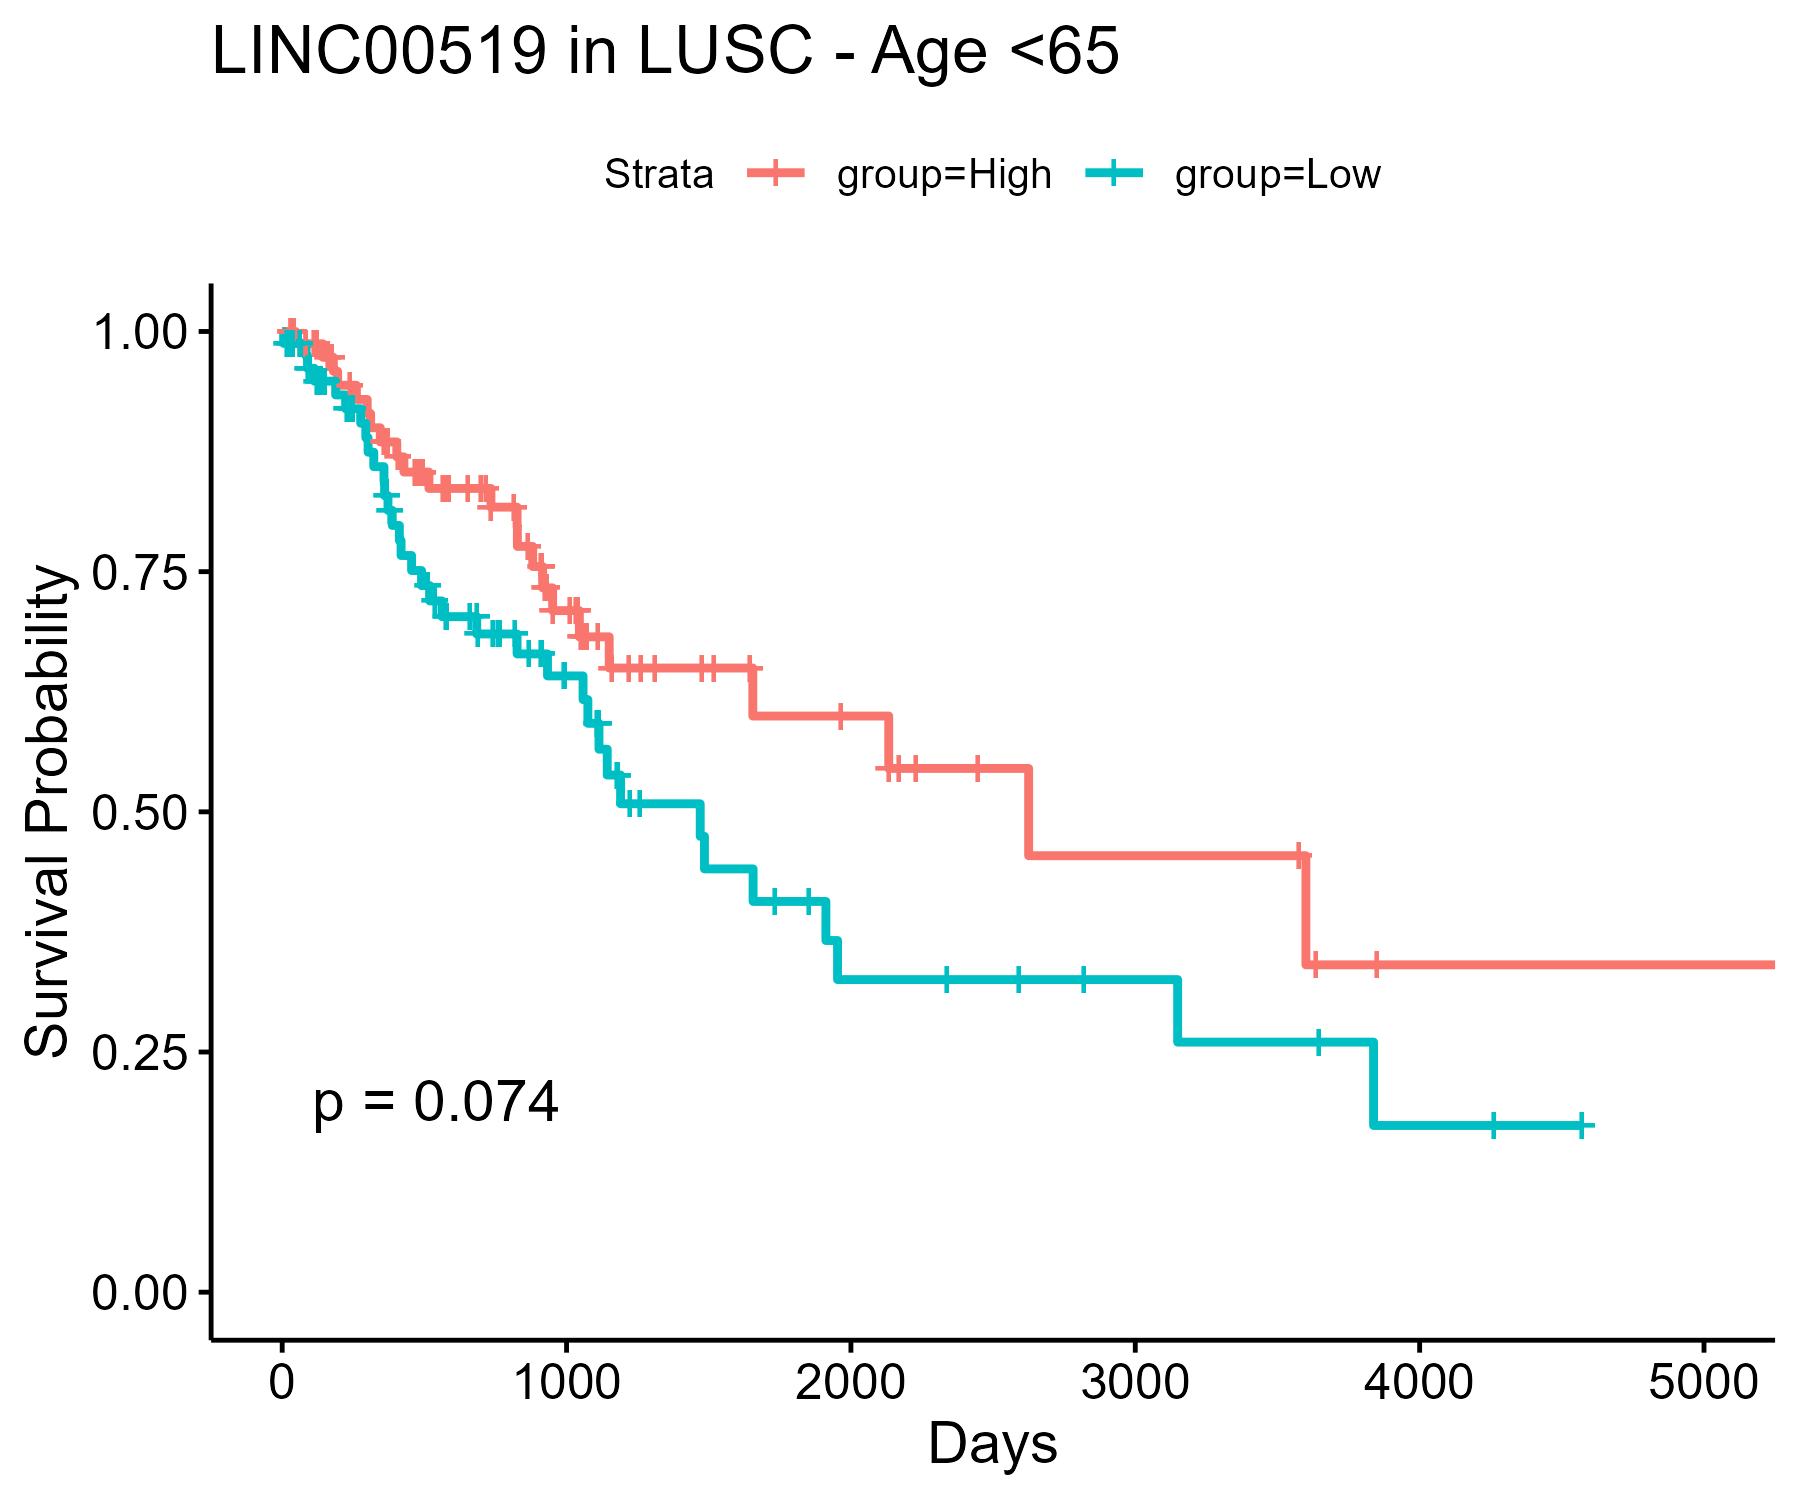 LINC00519 in LUSC - Age <65
Strata group=High group=Low
1.00
0.75
0.50
0.25
0.00
Survival Probability
p = 0.074
0 1000 2000 3000 4000 5000
Days